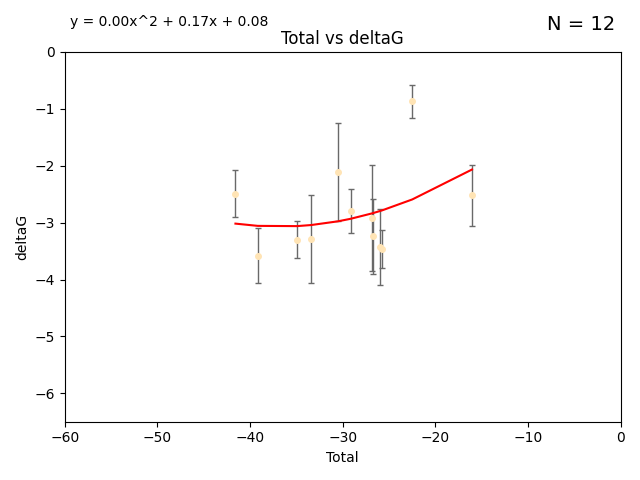 y = 0.00x^2 + 0.17x + 0.08
N = 12
Total vs deltaG
0
−1
−2
−3
−4
−5
−6
deltaG
−60 −50 −40 −30 −20 −10 0
Total